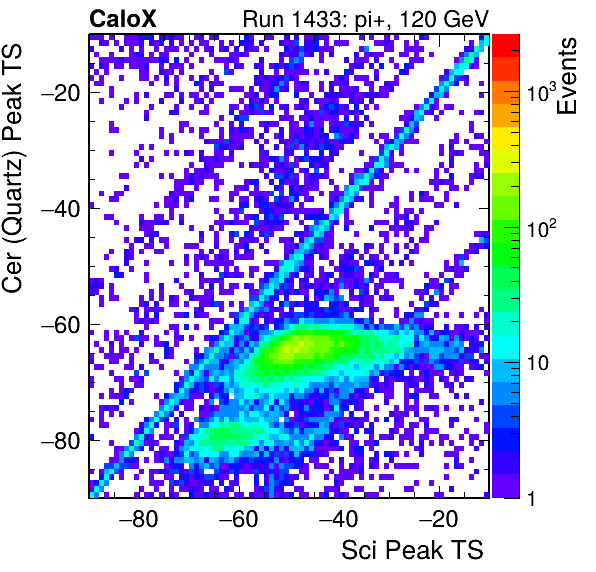 CaloX Run 1433: pi+, 120 GeV
Cer (Quartz) Peak TS
−20
−40
−60
−80
−80 −60 −40 −20
Sci Peak TS
Events
10³
10²
10
1